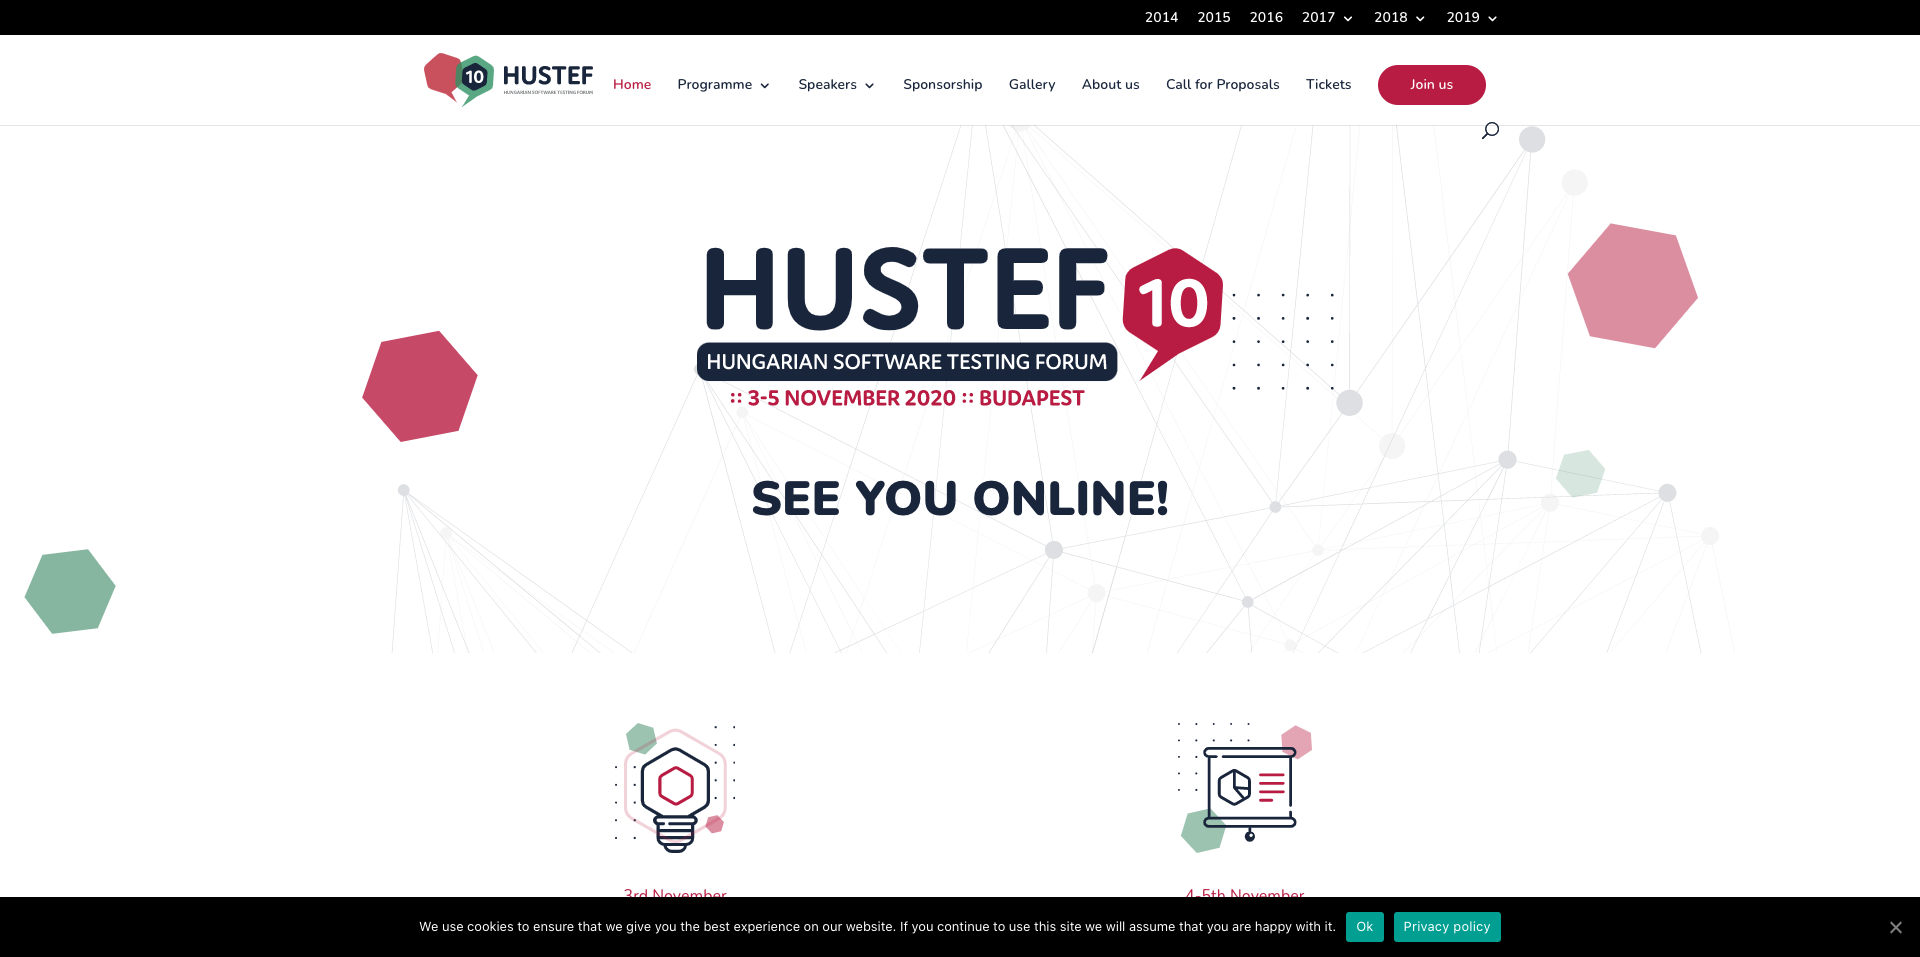 2014 2015 2016 2017 2018 2019
10 HUSTEF
HUNGARIAN SOFTWARE TESTING FORUM
Home Programme Speakers Sponsorship Gallery About us Call for Proposals Tickets Join us
HUSTEF 10
HUNGARIAN SOFTWARE TESTING FORUM
:: 3-5 NOVEMBER 2020 :: BUDAPEST
SEE YOU ONLINE!
3rd November 4-5th November
We use cookies to ensure that we give you the best experience on our website. If you continue to use this site we will assume that you are happy with it. Ok Privacy policy